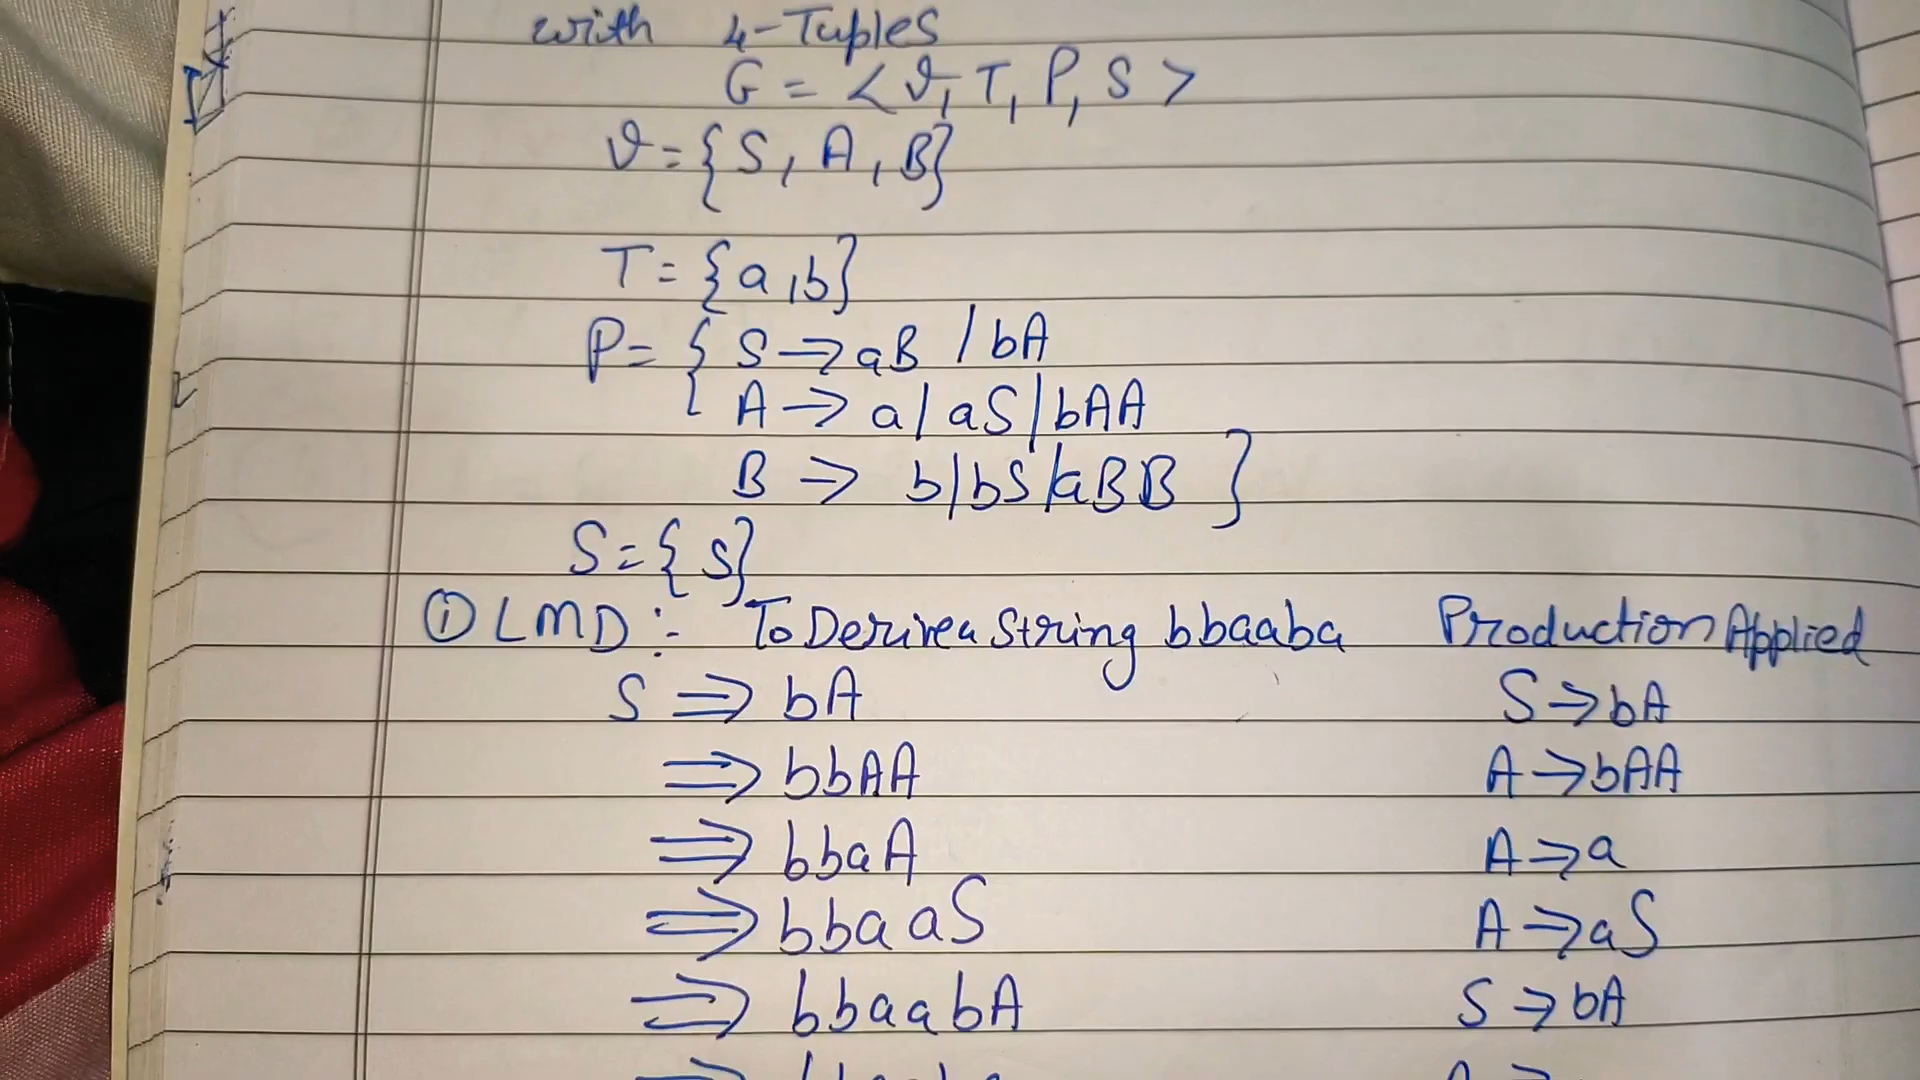 with 4-Tuples
G = <V, T, P, S>
V = {S, A, B}
T = {a, b}
P = { S → aB / bA
A → a | aS | bAA
B → b | bS | aBB }
S = {S}
① LMD :- To Derive a String bbaaba Production Applied
S ⇒ bA S → bA
⇒ bbAA A → bAA
⇒ bbaA A → a
⇒ bbaaS A → aS
⇒ bbaabA S → bA